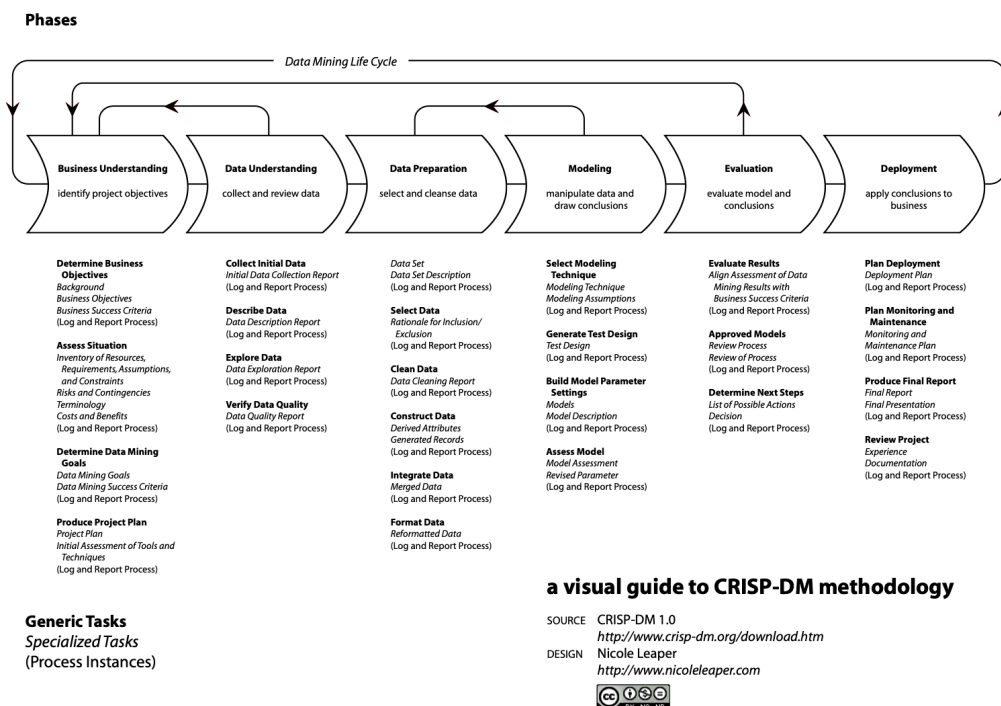 Phases
Data Mining Life Cycle
Business Understanding
identify project objectives
Data Understanding
collect and review data
Data Preparation
select and cleanse data
Modeling
manipulate data and
draw conclusions
Evaluation
evaluate model and
conclusions
Deployment
apply conclusions to
business
Determine Business
Objectives
Background
Business Objectives
Business Success Criteria
(Log and Report Process)
Assess Situation
Inventory of Resources,
Requirements, Assumptions,
and Constraints
Risks and Contingencies
Terminology
Costs and Benefits
(Log and Report Process)
Determine Data Mining
Goals
Data Mining Goals
Data Mining Success Criteria
(Log and Report Process)
Produce Project Plan
Project Plan
Initial Assessment of Tools and
Techniques
(Log and Report Process)
Collect Initial Data
Initial Data Collection Report
(Log and Report Process)
Describe Data
Data Description Report
(Log and Report Process)
Explore Data
Data Exploration Report
(Log and Report Process)
Verify Data Quality
Data Quality Report
(Log and Report Process)
Data Set
Data Set Description
(Log and Report Process)
Select Data
Rationale for Inclusion/
Exclusion
(Log and Report Process)
Clean Data
Data Cleaning Report
(Log and Report Process)
Construct Data
Derived Attributes
Generated Records
(Log and Report Process)
Integrate Data
Merged Data
(Log and Report Process)
Format Data
Reformatted Data
(Log and Report Process)
Select Modeling
Technique
Modeling Technique
Modeling Assumptions
(Log and Report Process)
Generate Test Design
Test Design
(Log and Report Process)
Build Model Parameter
Settings
Models
Model Description
(Log and Report Process)
Assess Model
Model Assessment
Revised Parameter
(Log and Report Process)
Evaluate Results
Align Assessment of Data
Mining Results with
Business Success Criteria
(Log and Report Process)
Approved Models
Review Process
Review of Process
(Log and Report Process)
Determine Next Steps
List of Possible Actions
Decision
(Log and Report Process)
Plan Deployment
Deployment Plan
(Log and Report Process)
Plan Monitoring and
Maintenance
Monitoring and
Maintenance Plan
(Log and Report Process)
Produce Final Report
Final Report
Final Presentation
(Log and Report Process)
Review Project
Experience
Documentation
(Log and Report Process)
Generic Tasks
Specialized Tasks
(Process Instances)
a visual guide to CRISP-DM methodology
SOURCE CRISP-DM 1.0
http://www.crisp-dm.org/download.htm
DESIGN Nicole Leaper
http://www.nicoleleaper.com
cc